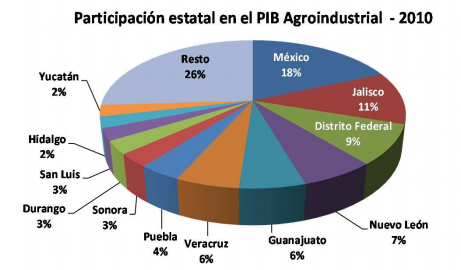 Participación estatal en el PIB Agroindustrial - 2010
Resto
26%
México
18%
Jalisco
11%
Distrito Federal
9%
Nuevo León
7%
Guanajuato
6%
Veracruz
6%
Puebla
4%
Sonora
3%
Durango
3%
San Luis
3%
Hidalgo
2%
Yucatán
2%